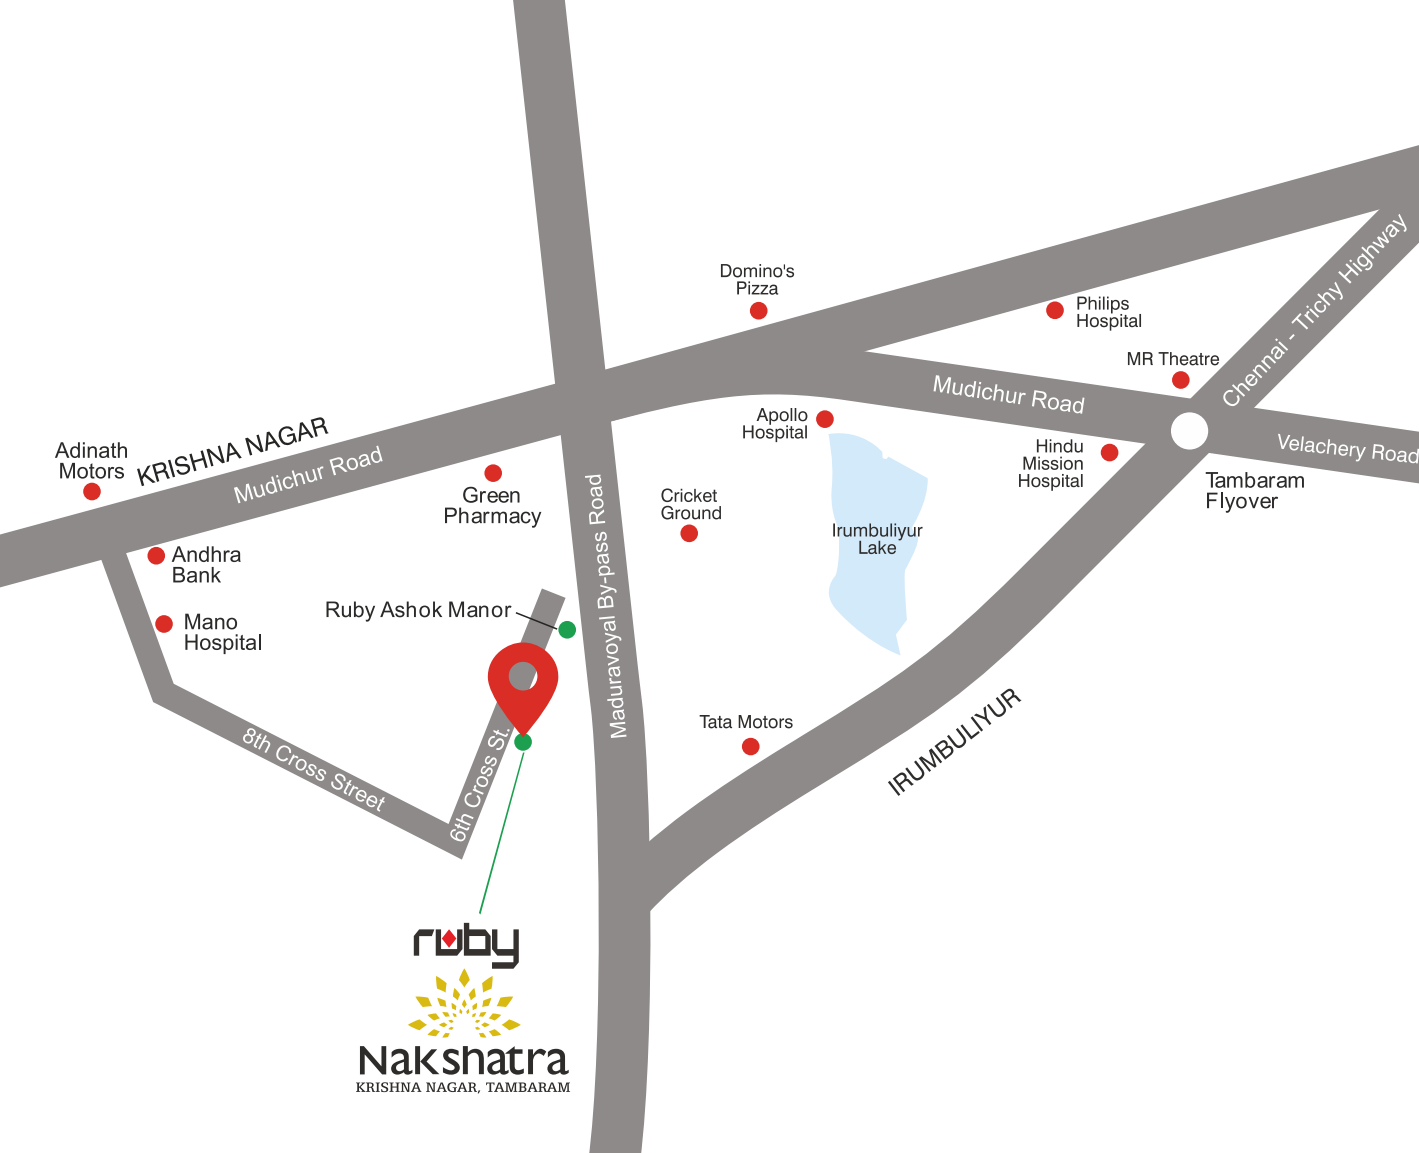 Domino's
Pizza
Philips
Hospital
Chennai - Trichy Highway
MR Theatre
Mudichur Road
Apollo
Hospital
KRISHNA NAGAR
Adinath
Motors
Mudichur Road
Hindu
Mission
Hospital
Velachery Road
Tambaram
Flyover
Green
Pharmacy
Cricket
Ground
Maduravoyal By-pass Road
Irumbuliyur
Lake
Andhra
Bank
Mano
Hospital
Ruby Ashok Manor
Tata Motors
IRUMBULIYUR
8th Cross Street
6th Cross St.
ruby
Nakshatra
KRISHNA NAGAR, TAMBARAM